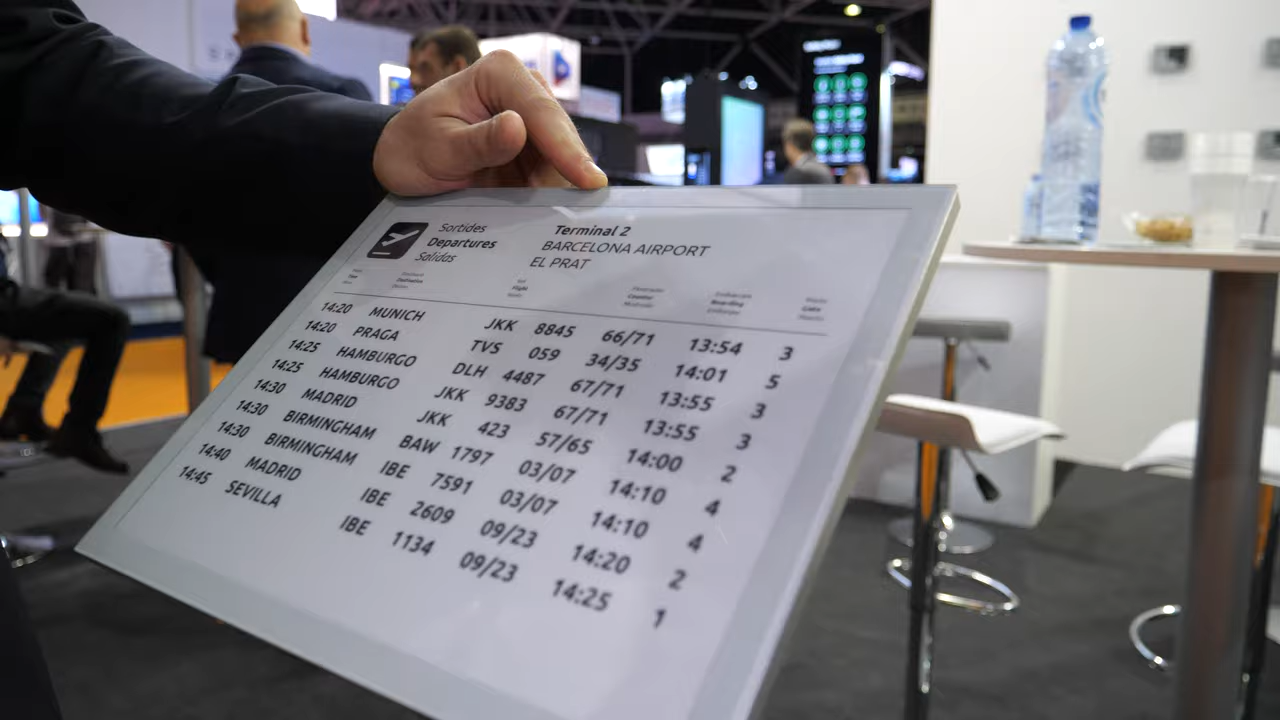 Sortides
Departures
Salidas
Terminal 2
BARCELONA AIRPORT
EL PRAT
14:20 MUNICH JKK 8845 66/71 13:54 3
14:20 PRAGA TVS 059 34/35 14:01 5
14:25 HAMBURGO DLH 4487 67/71 13:55 3
14:25 HAMBURGO JKK 9383 67/71 13:55 3
14:30 MADRID JKK 423 57/65 14:00 2
14:30 BIRMINGHAM BAW 1797 03/07 14:10 4
14:30 BIRMINGHAM IBE 7591 03/07 14:10 4
14:40 MADRID IBE 2609 09/23 14:20 2
14:45 SEVILLA IBE 1134 09/23 14:25 1